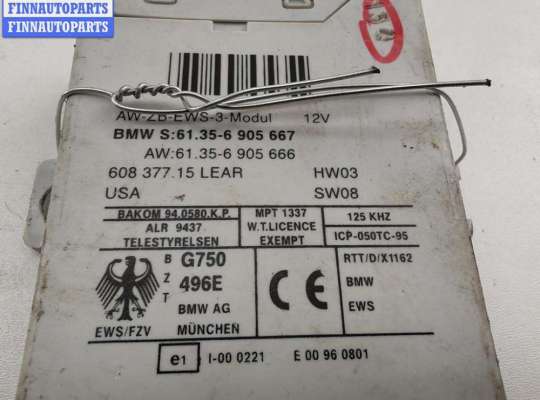 FINNAUTOPARTS
FINNAUTOPARTS
FINNAUTOPARTS
AW-ZB-EWS-3-Modul 12V
BMW S:61.35-6 905 667
AW:61.35-6 905 666
608 377.15 LEAR HW03
USA SW08
BAKOM 94.0580.K.P.
ALR 9437
TELESTYRELSEN
MPT 1337
W.T.LICENCE
EXEMPT
125 KHZ
ICP-050TC-95
B
Z
T
G750
496E
BMW AG
EWS/FZV MÜNCHEN
CE
RTT/D/X1162
BMW
EWS
e1 I-00 0221 E 00 96 0801